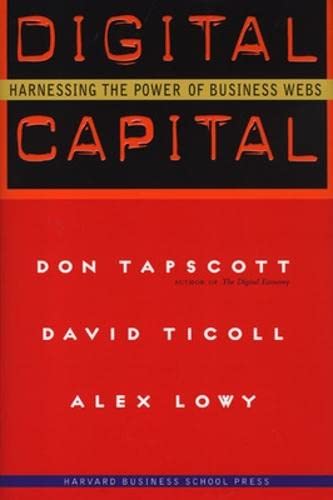 DIGITAL
HARNESSING THE POWER OF BUSINESS WEBS
CAPITAL
DON TAPSCOTT
AUTHOR OF The Digital Economy
DAVID TICOLL
ALEX LOWY
HARVARD BUSINESS SCHOOL PRESS